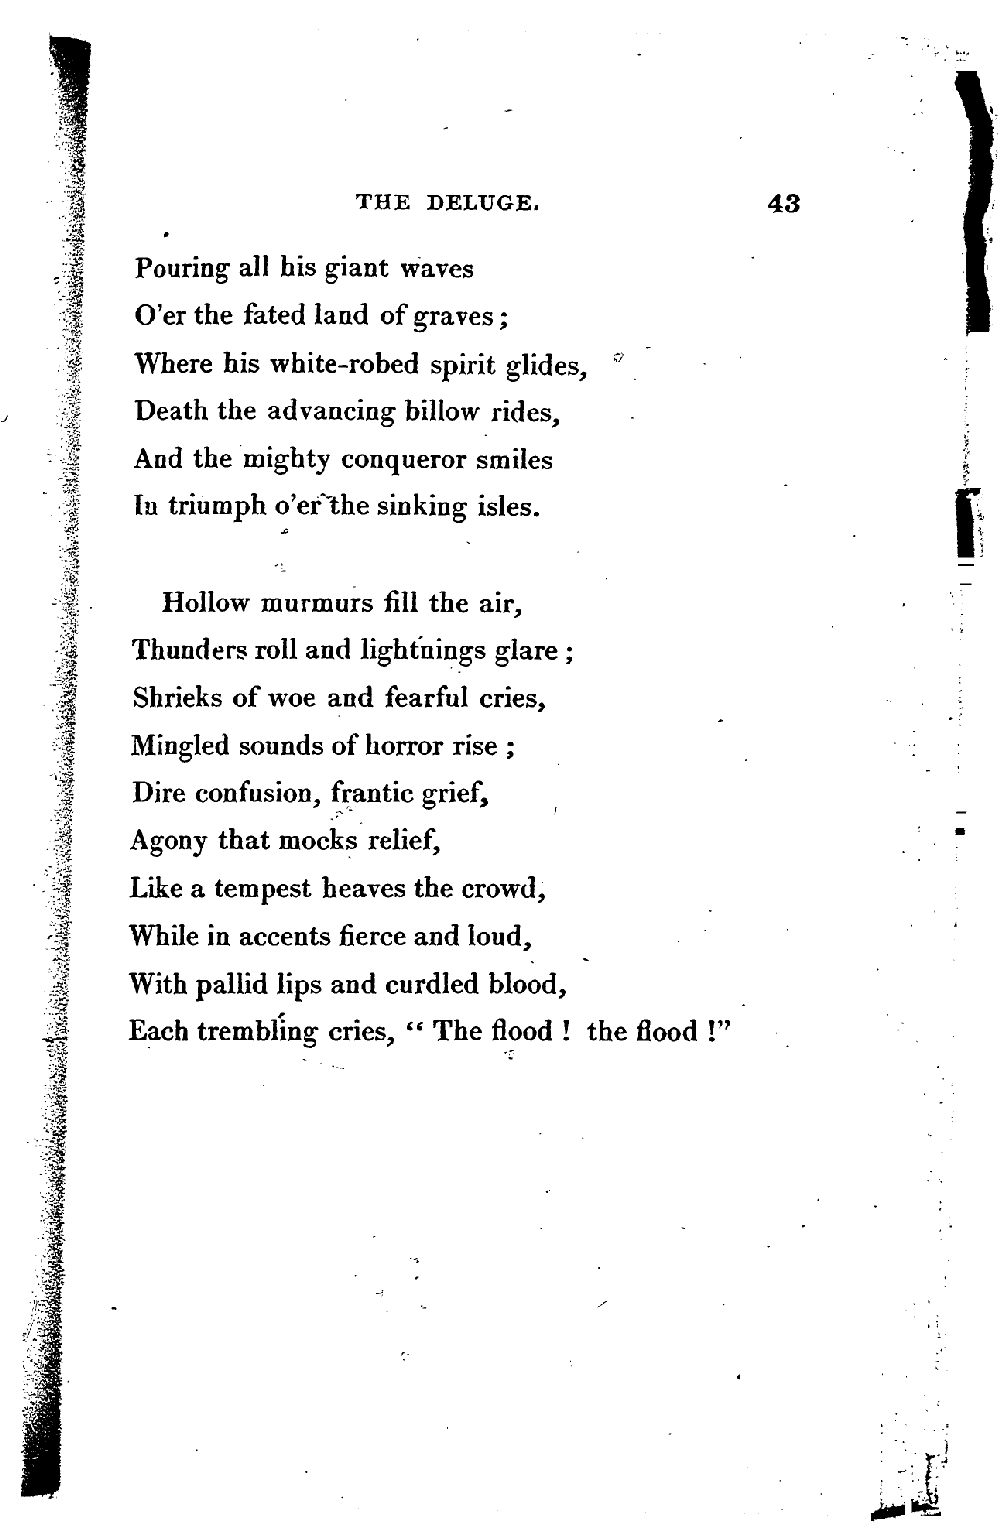 THE DELUGE. 43
Pouring all his giant waves
O'er the fated land of graves;
Where his white-robed spirit glides,
Death the advancing billow rides,
And the mighty conqueror smiles
In triumph o'er the sinking isles.
Hollow murmurs fill the air,
Thunders roll and lightnings glare;
Shrieks of woe and fearful cries,
Mingled sounds of horror rise;
Dire confusion, frantic grief,
Agony that mocks relief,
Like a tempest heaves the crowd,
While in accents fierce and loud,
With pallid lips and curdled blood,
Each trembling cries, "The flood! the flood!"